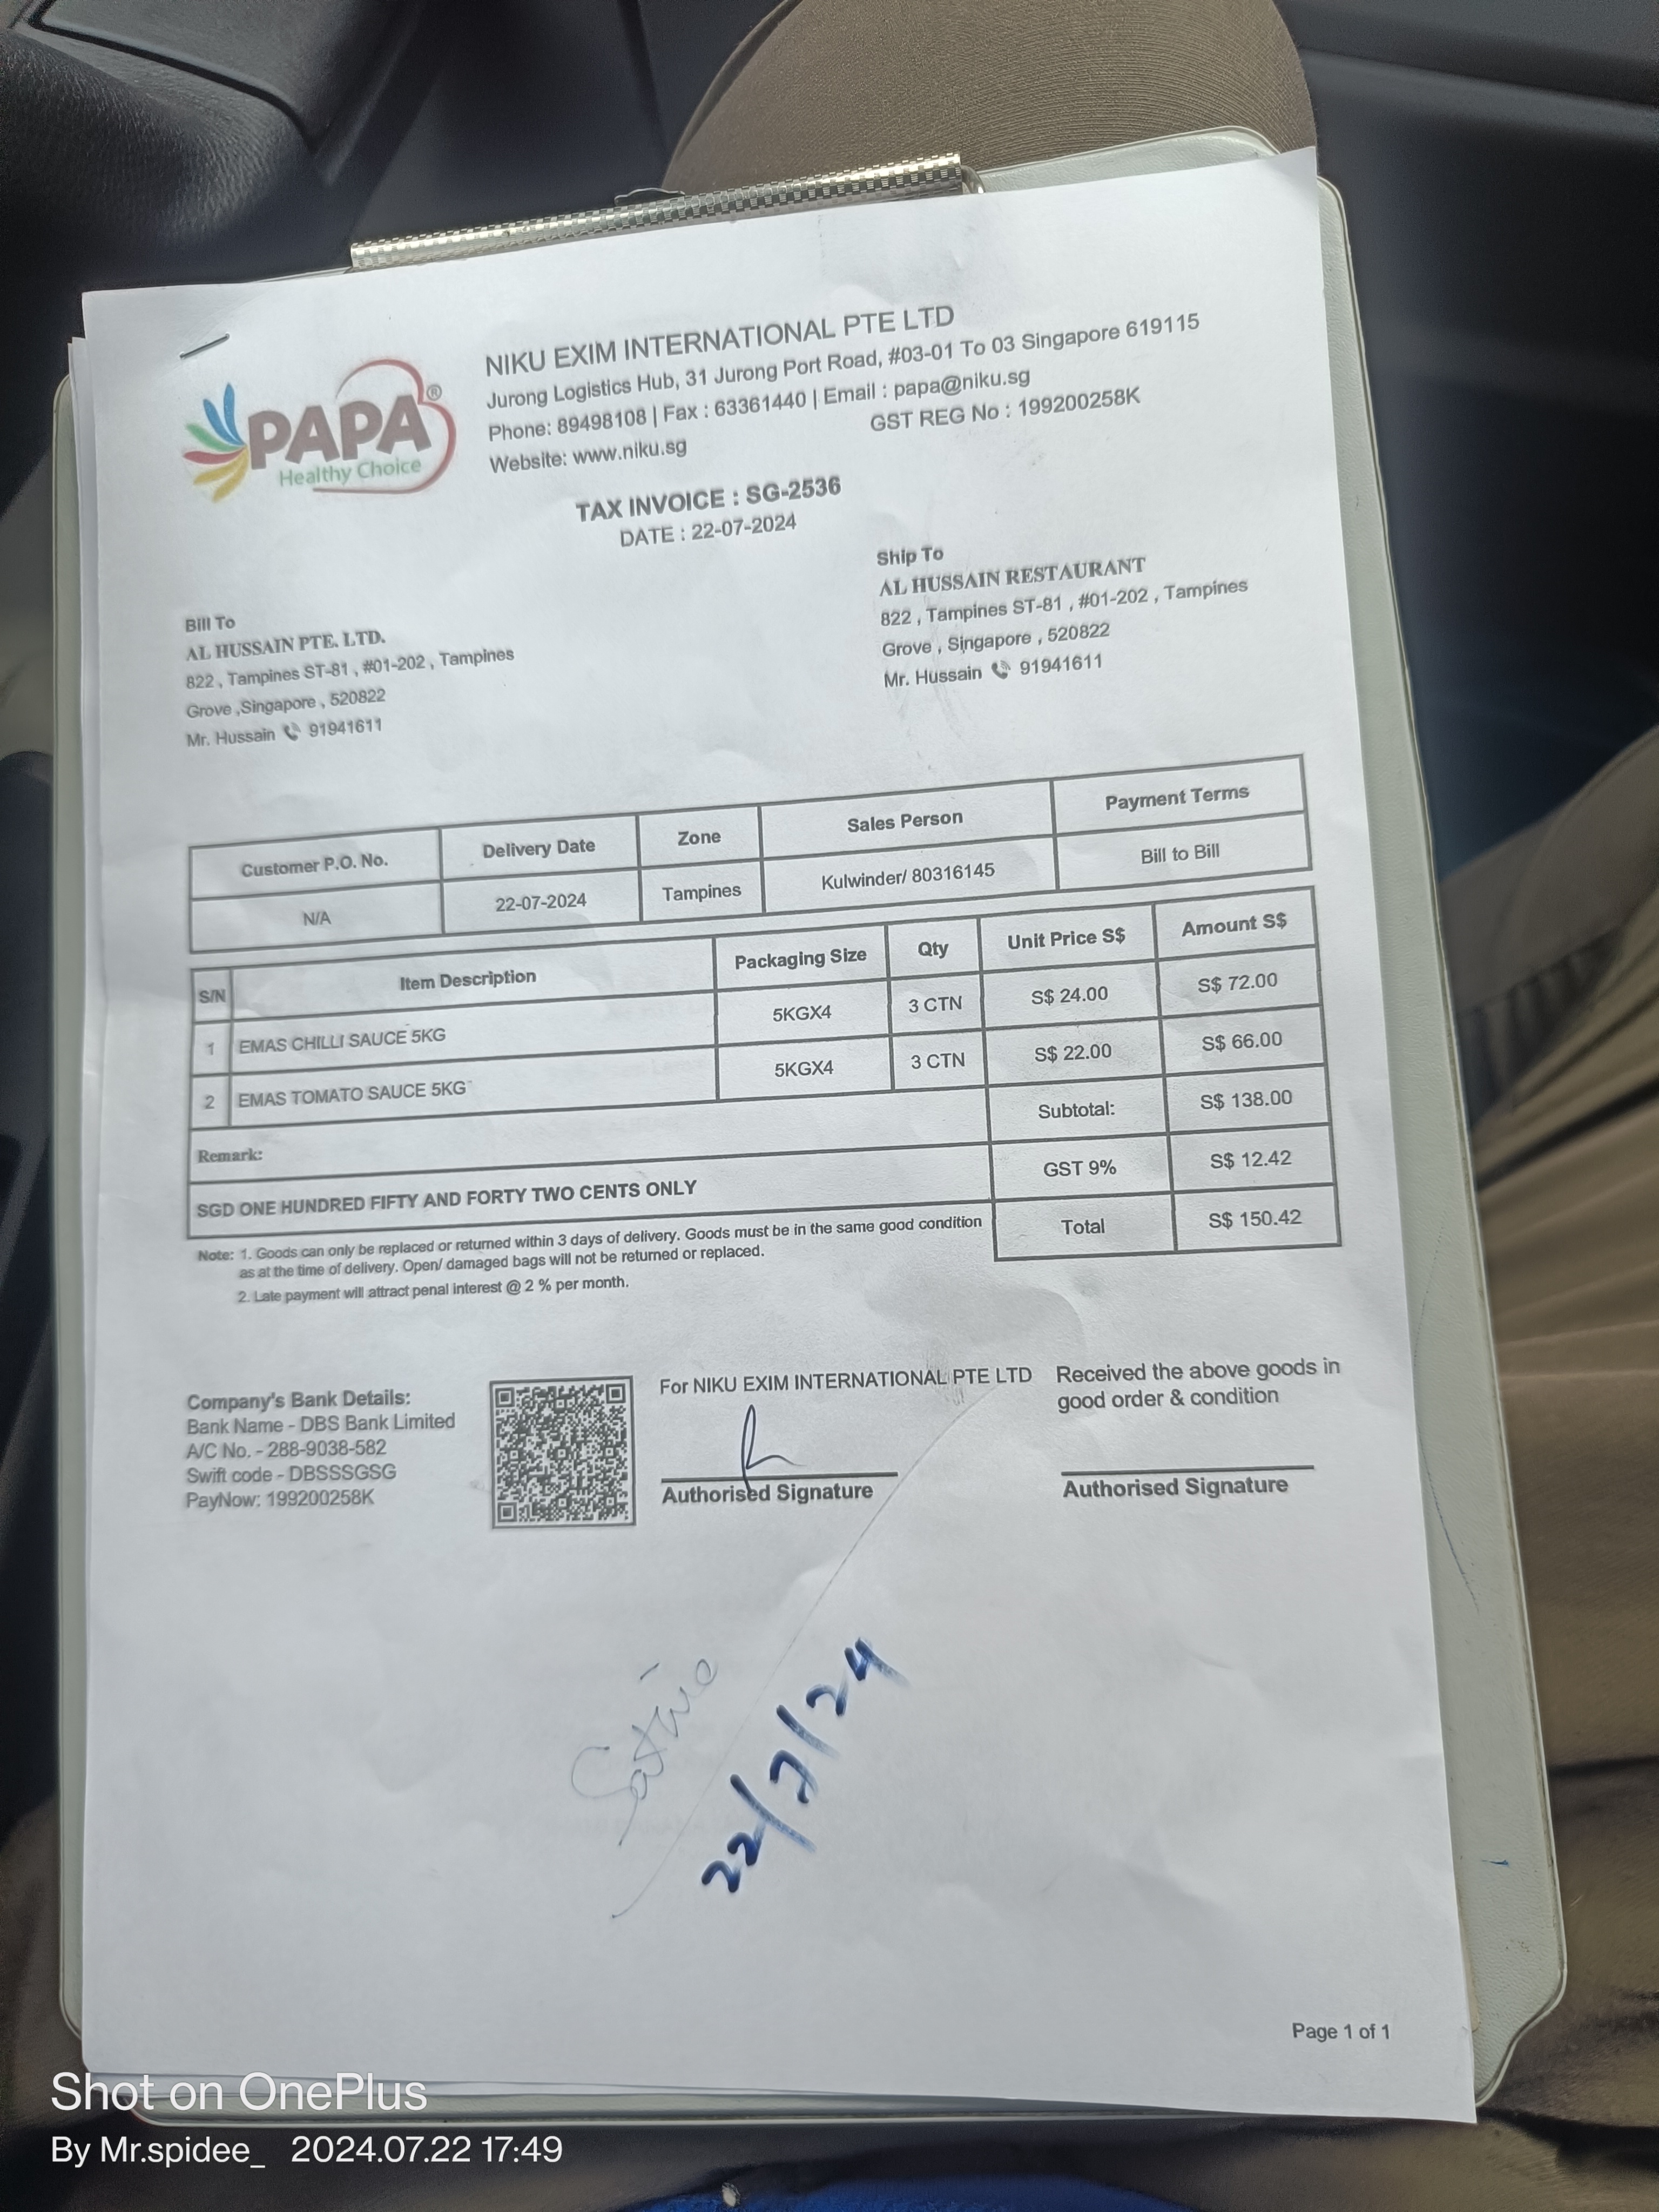 NIKU EXIM INTERNATIONAL PTE LTD
Jurong Logistics Hub, 31 Jurong Port Road, #03-01 To 03 Singapore 619115
Phone: 89498108 | Fax : 63361440 | Email : papa@niku.sg
Website: www.niku.sg GST REG No : 199200258K
PAPA®
Healthy Choice
TAX INVOICE : SG-2536
DATE : 22-07-2024
Bill To
AL HUSSAIN PTE. LTD.
822 , Tampines ST-81 , #01-202 , Tampines
Grove ,Singapore , 520822
Mr. Hussain 91941611
Ship To
AL HUSSAIN RESTAURANT
822 , Tampines ST-81 , #01-202 , Tampines
Grove , Singapore , 520822
Mr. Hussain 91941611
Customer P.O. No. Delivery Date Zone Sales Person Payment Terms
N/A 22-07-2024 Tampines Kulwinder/ 80316145 Bill to Bill
S/N Item Description Packaging Size Qty Unit Price S$ Amount S$
1 EMAS CHILLI SAUCE 5KG 5KGX4 3 CTN S$ 24.00 S$ 72.00
2 EMAS TOMATO SAUCE 5KG 5KGX4 3 CTN S$ 22.00 S$ 66.00
Remark: Subtotal: S$ 138.00
SGD ONE HUNDRED FIFTY AND FORTY TWO CENTS ONLY GST 9% S$ 12.42
Total S$ 150.42
Note: 1. Goods can only be replaced or returned within 3 days of delivery. Goods must be in the same good condition
as at the time of delivery. Open/ damaged bags will not be returned or replaced.
2. Late payment will attract penal interest @ 2 % per month.
Company's Bank Details:
Bank Name - DBS Bank Limited
A/C No. - 288-9038-582
Swift code - DBSSSGSG
PayNow: 199200258K
For NIKU EXIM INTERNATIONAL PTE LTD
Authorised Signature
Received the above goods in
good order & condition
Authorised Signature
22/7/24
Page 1 of 1
Shot on OnePlus
By Mr.spidee_ 2024.07.22 17:49